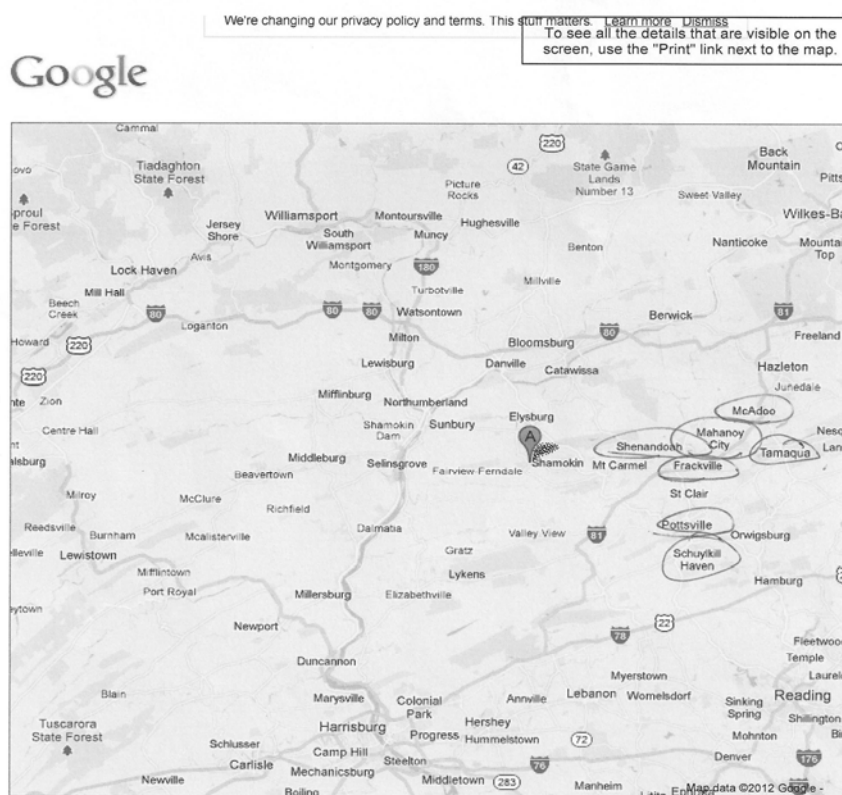 We're changing our privacy policy and terms. This stuff matters. Learn more Dismiss
To see all the details that are visible on the
screen, use the "Print" link next to the map.
Google
Cammal
220
42
Tiadaghton
State Forest
State Game
Lands
Number 13
Back
Mountain
Picture
Rocks
Sweet Valley
e Forest
Williamsport
Montoursville
Hughesville
Jersey
Shore
South
Williamsport
Muncy
Nanticoke
Mountai
Top
Avis
Benton
Lock Haven
Montgomery
180
Mill Hall
Turbotville
Millville
Beech
Creek
80
80
80
Watsontown
Berwick
81
Loganton
80
Howard
220
Milton
Bloomsburg
Freeland
Lewisburg
Danville
Catawissa
Hazleton
220
Junedale
Zion
Mifflinburg
Northumberland
McAdoo
Elysburg
Centre Hall
Shamokin
Dam
Sunbury
A
Mahanoy
City
Shenandoah
Tamaqua
Middleburg
Selinsgrove
Fairview-Ferndale
Shamokin
Mt Carmel
Frackville
Beavertown
Milroy
McClure
St Clair
Richfield
Reedsville
Burnham
Mcalisterville
Dalmatia
Valley View
81
Pottsville
Orwigsburg
Lewistown
Gratz
Schuylkill
Haven
Mifflintown
Lykens
Hamburg
Port Royal
Millersburg
Elizabethville
Newport
78
22
Duncannon
Temple
Myerstown
Blain
Marysville
Colonial
Park
Annville
Lebanon
Womelsdorf
Sinking
Spring
Reading
Tuscarora
State Forest
Harrisburg
Progress
Hershey
Hummelstown
72
Shillington
Mohnton
Schlusser
Camp Hill
Carlisle
Steelton
76
Denver
176
Mechanicsburg
Newville
Middletown
283
Manheim
Boiling
Map data ©2012 Google -